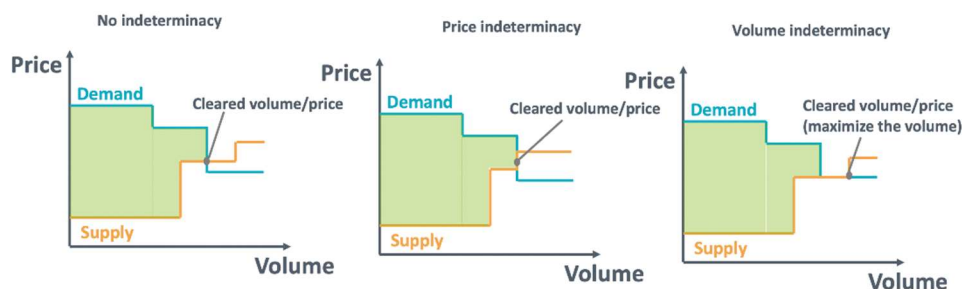 No indeterminacy
Price
Demand
Cleared volume/price
Supply
Volume
Price indeterminacy
Price
Demand
Cleared volume/price
Supply
Volume
Volume indeterminacy
Price
Demand
Cleared volume/price
(maximize the volume)
Supply
Volume